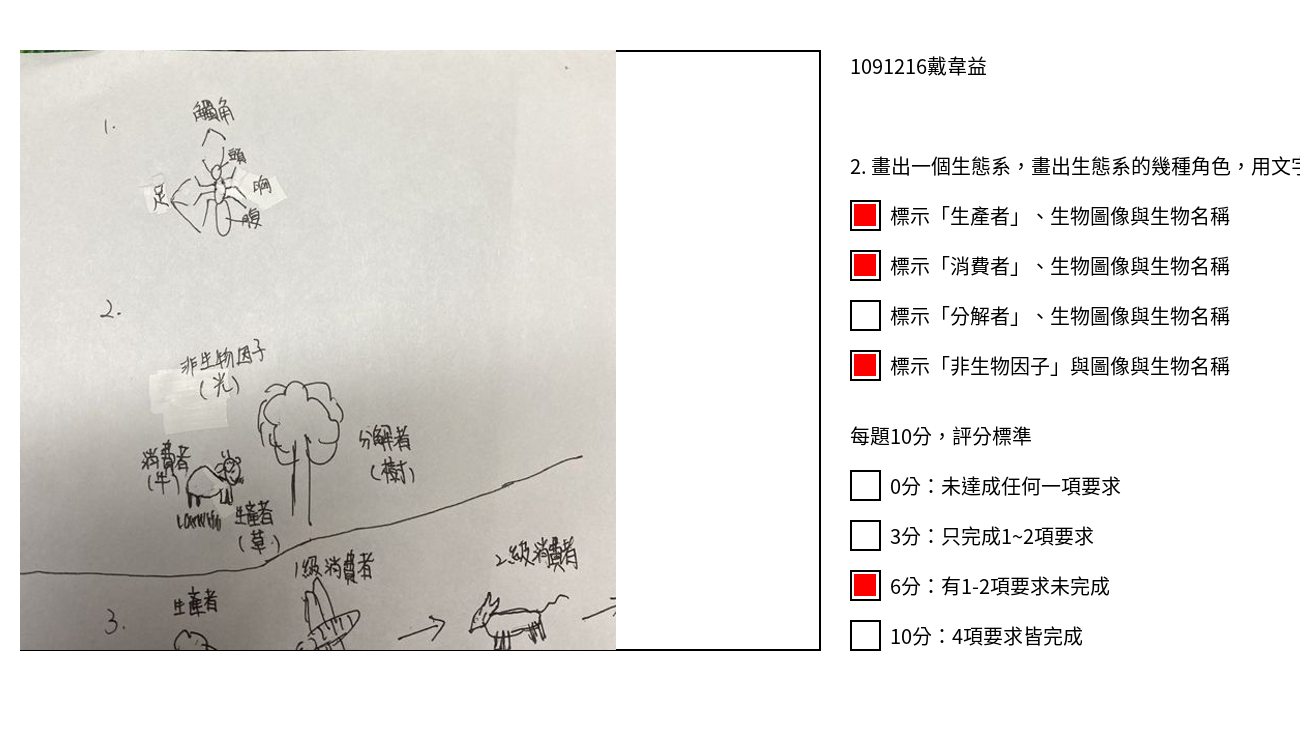 1.
觸角
頭
足
胸
腹
2.
非生物因子
(光)
消費者
(牛)
分解者
(樹)
生產者
(草)
3.
生產者
1級消費者
2級消費者
1091216戴韋益
2. 畫出一個生態系，畫出生態系的幾種角色，用文字
標示「生產者」、生物圖像與生物名稱
標示「消費者」、生物圖像與生物名稱
標示「分解者」、生物圖像與生物名稱
標示「非生物因子」與圖像與生物名稱
每題10分，評分標準
0分：未達成任何一項要求
3分：只完成1~2項要求
6分：有1-2項要求未完成
10分：4項要求皆完成